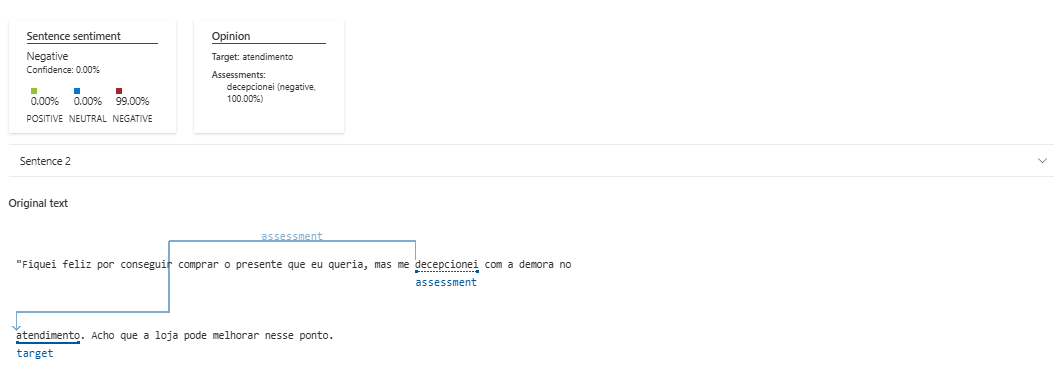 Sentence sentiment
Negative
Confidence: 0.00%
0.00% 0.00% 99.00%
POSITIVE NEUTRAL NEGATIVE
Opinion
Target: atendimento
Assessments:
decepcionei (negative,
100.00%)
Sentence 2
Original text
assessment
"Fiquei feliz por conseguir comprar o presente que eu queria, mas me decepcionei com a demora no
assessment
atendimento. Acho que a loja pode melhorar nesse ponto.
target